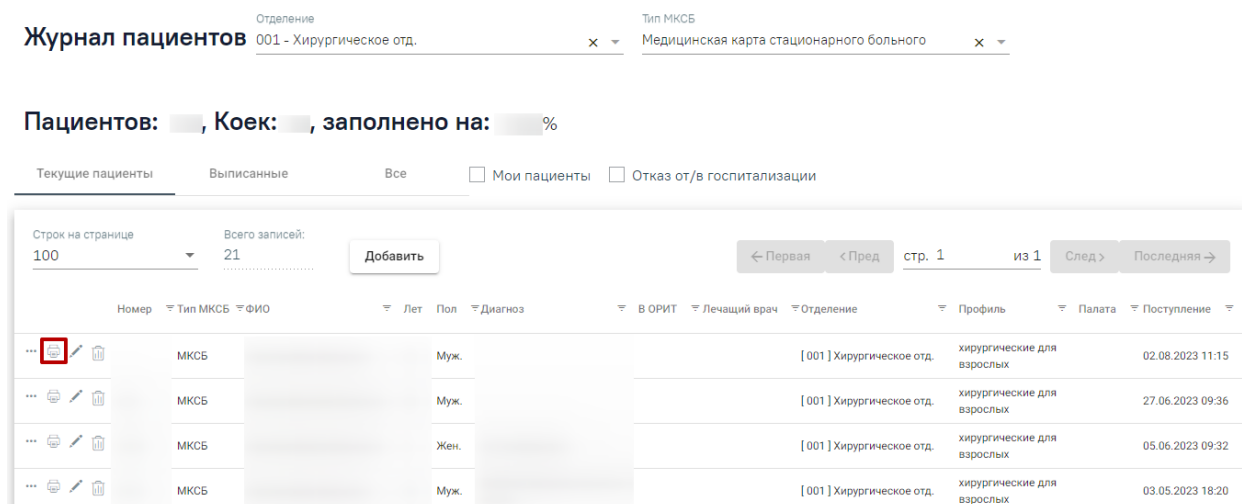 Отделение Тип МКСБ
Журнал пациентов 001 - Хирургическое отд. Медицинская карта стационарного больного
Пациентов: , Коек: , заполнено на: %
Текущие пациенты Выписанные Все Мои пациенты Отказ от/в госпитализации
Строк на странице Всего записей:
100 21 Добавить ← Первая < Пред стр. 1 из 1 След > Последняя →
Номер Тип МКСБ ФИО Лет Пол Диагноз В ОРИТ Лечащий врач Отделение Профиль Палата Поступление
МКСБ Муж. [ 001 ] Хирургическое отд. хирургические для взрослых 02.08.2023 11:15
МКСБ Муж. [ 001 ] Хирургическое отд. хирургические для взрослых 27.06.2023 09:36
МКСБ Жен. [ 001 ] Хирургическое отд. хирургические для взрослых 05.06.2023 09:32
МКСБ Муж. [ 001 ] Хирургическое отд. хирургические для взрослых 03.05.2023 18:20